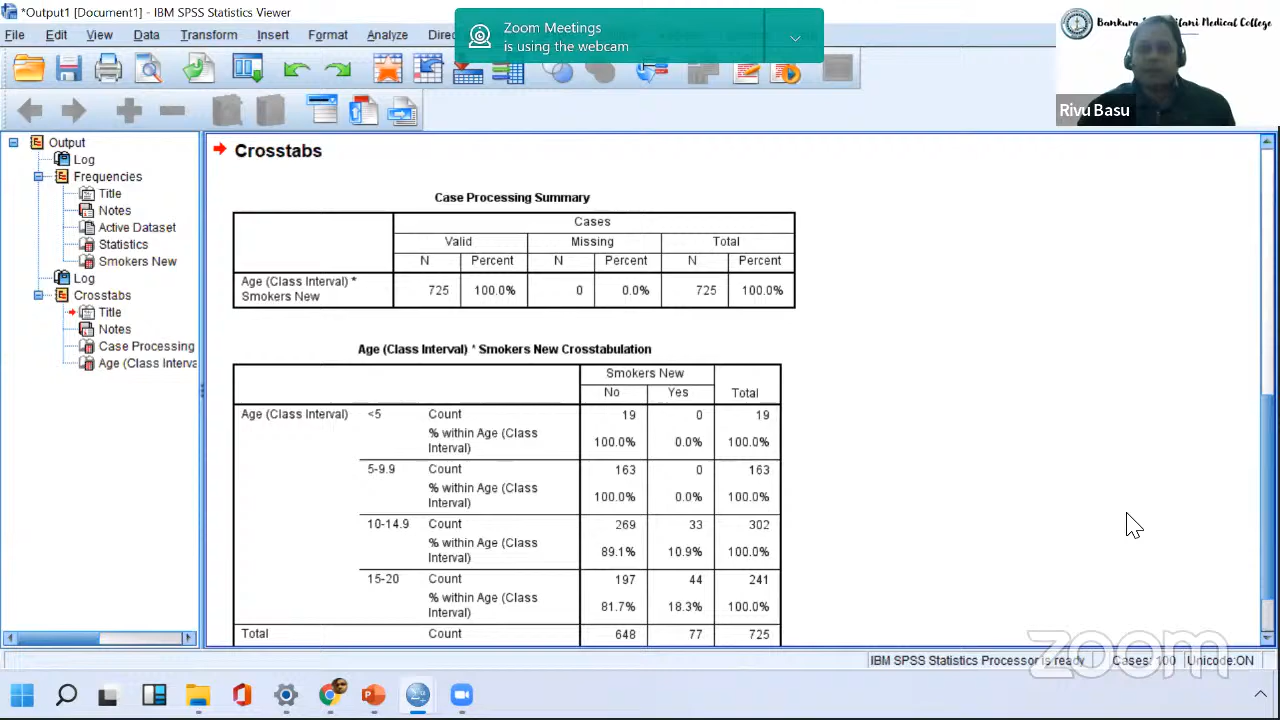 *Output1 [Document1] - IBM SPSS Statistics Viewer
File Edit View Data Transform Insert Format Analyze
Zoom Meetings
is using the webcam
Bankura
Medical College
Rivu Basu
Output
Log
Frequencies
Title
Notes
Active Dataset
Statistics
Smokers New
Log
Crosstabs
Title
Notes
Case Processing
Age (Class Interva
Crosstabs
Case Processing Summary
Cases
Valid Missing Total
N Percent N Percent N Percent
Age (Class Interval) *
Smokers New
725 100.0% 0 0.0% 725 100.0%
Age (Class Interval) * Smokers New Crosstabulation
Smokers New
No Yes Total
Age (Class Interval) <5 Count 19 0 19
% within Age (Class
Interval)
100.0% 0.0% 100.0%
5-9.9 Count 163 0 163
% within Age (Class
Interval)
100.0% 0.0% 100.0%
10-14.9 Count 269 33 302
% within Age (Class
Interval)
89.1% 10.9% 100.0%
15-20 Count 197 44 241
% within Age (Class
Interval)
81.7% 18.3% 100.0%
Total Count 648 77 725
zoom
IBM SPSS Statistics Processor is ready Cases: 100 Unicode:ON